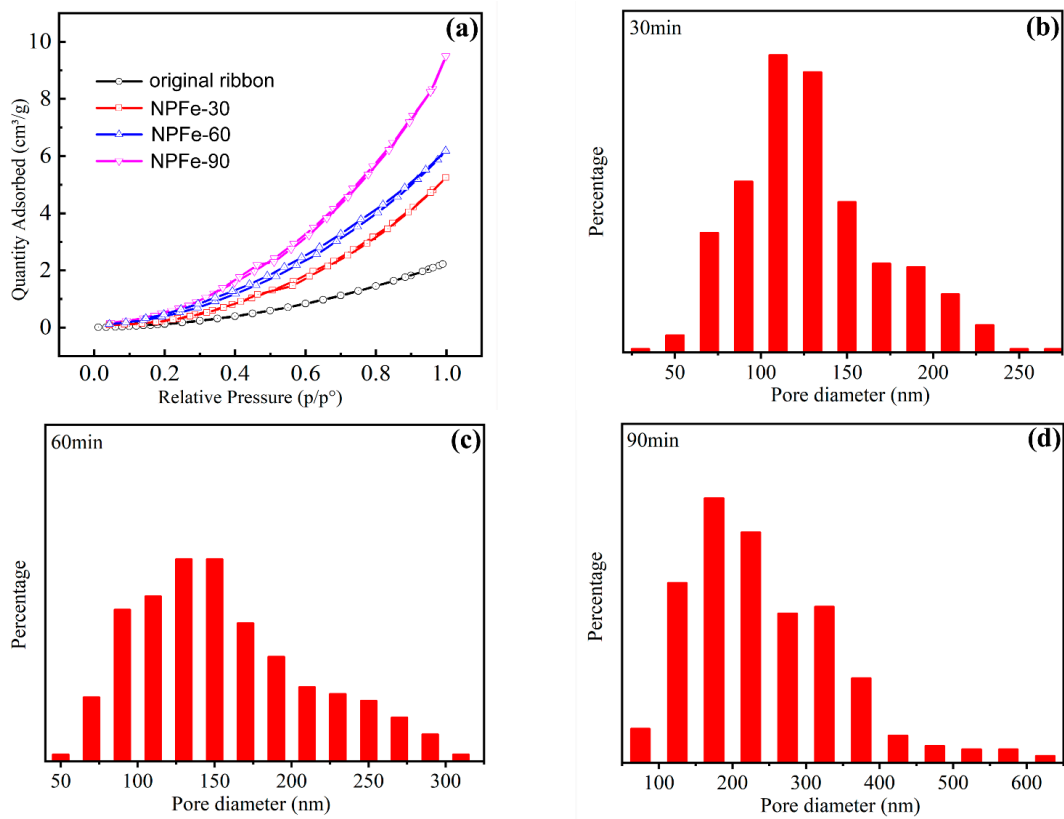 (a)
original ribbon
NPFe-30
NPFe-60
NPFe-90
Quantity Adsorbed (cm³/g)
10
8
6
4
2
0
0.0 0.2 0.4 0.6 0.8 1.0
Relative Pressure (p/p°)
30min
(b)
Percentage
50 100 150 200 250
Pore diameter (nm)
60min
(c)
Percentage
50 100 150 200 250 300
Pore diameter (nm)
90min
(d)
Percentage
100 200 300 400 500 600
Pore diameter (nm)